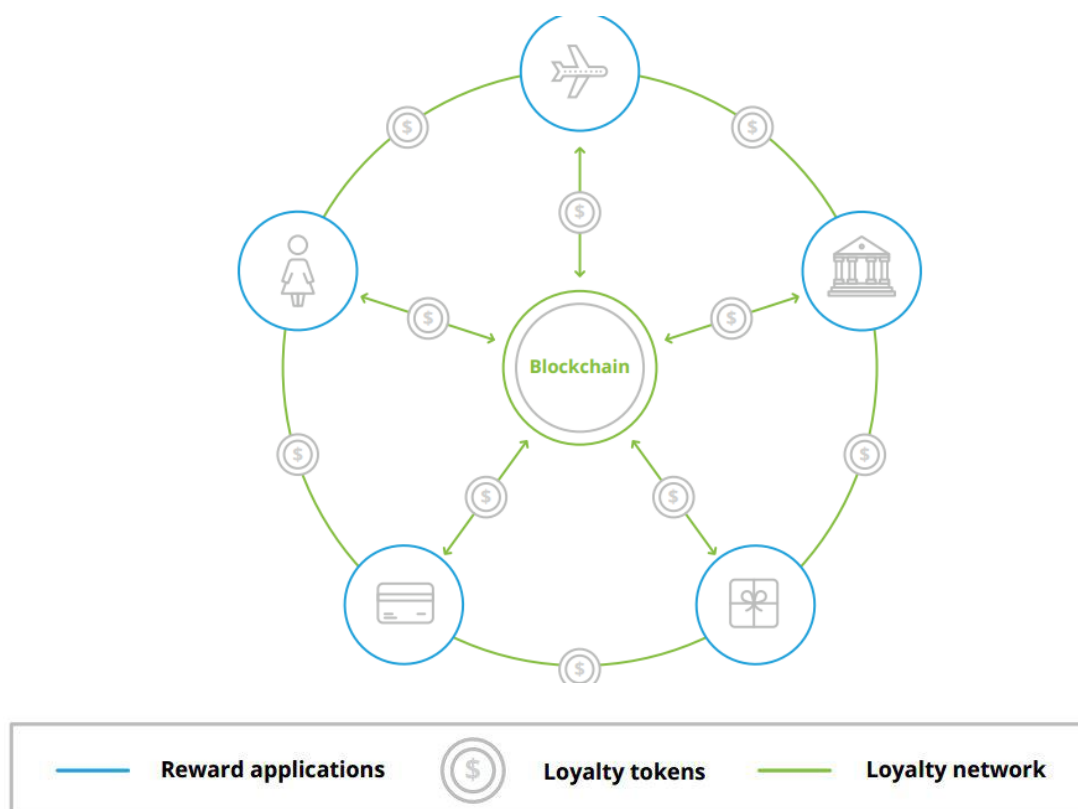 $
$
$
$
$
Blockchain
$
$
$
$
$
Reward applications
$
Loyalty tokens
Loyalty network